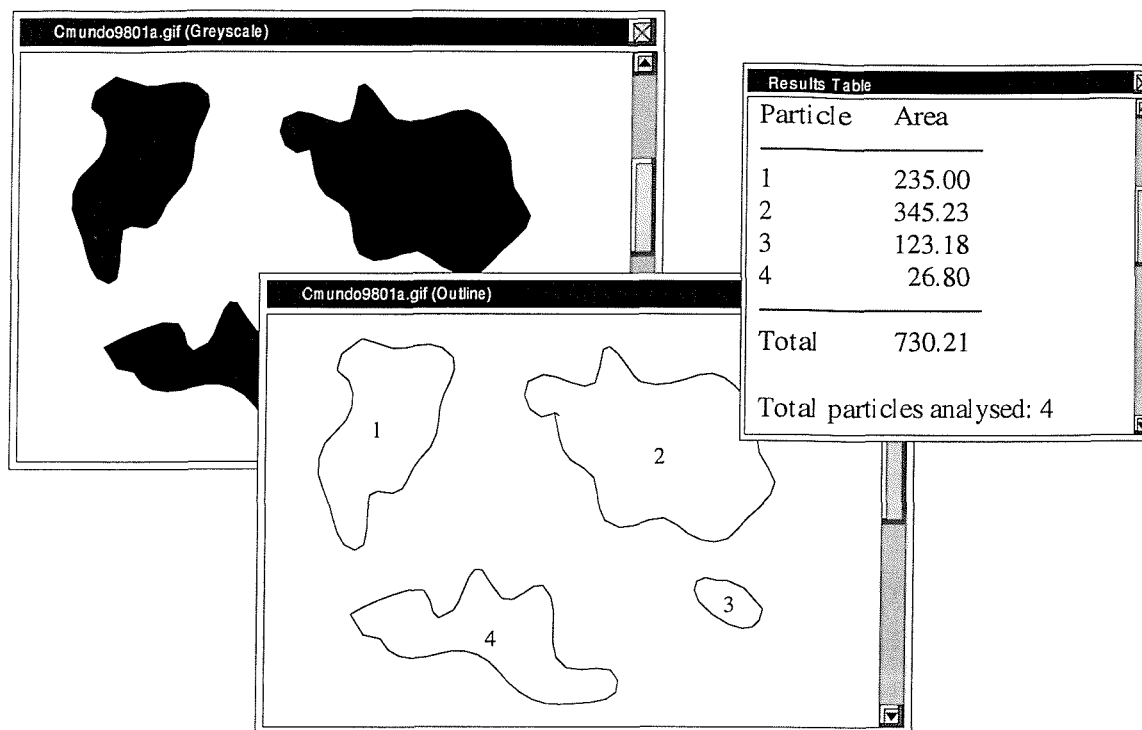 Cmundo9801a.gif (Greyscale)
Results Table
Particle Area
1 235.00
2 345.23
3 123.18
4 26.80
Total 730.21
Total particles analysed: 4
Cmundo9801a.gif (Outline)
1
2
3
4